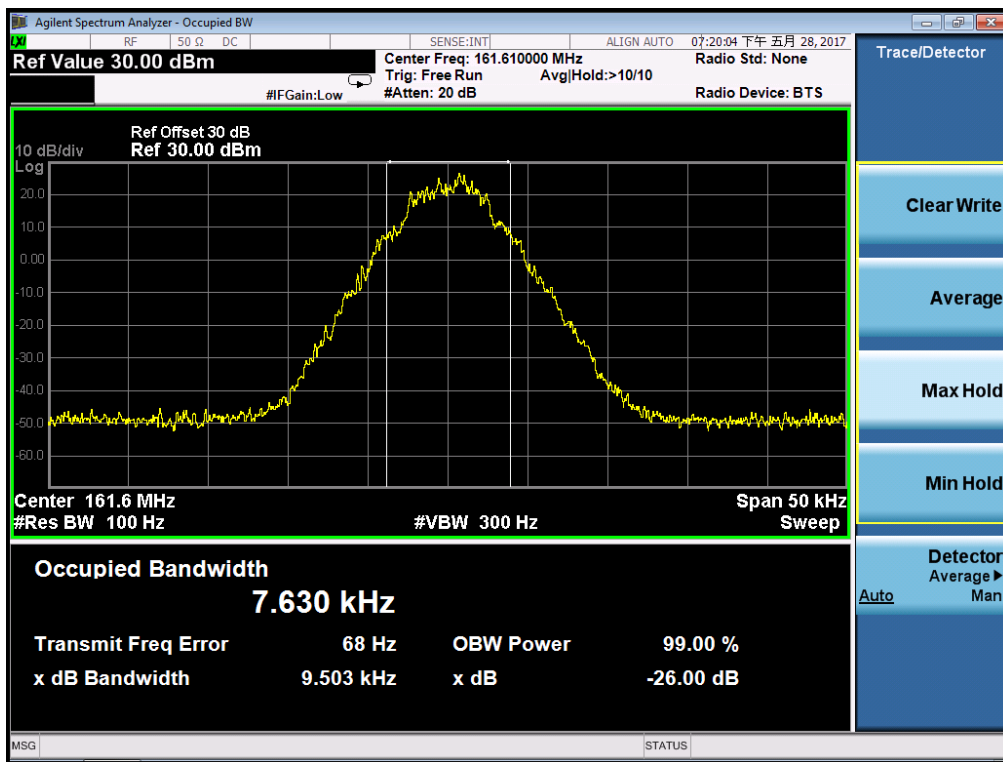 Agilent Spectrum Analyzer - Occupied BW
LXI RF 50 Ω DC SENSE:INT ALIGN AUTO 07:20:04 下午 五月 28, 2017
Ref Value 30.00 dBm Center Freq: 161.610000 MHz Radio Std: None
Trig: Free Run Avg|Hold:>10/10
#IFGain:Low #Atten: 20 dB Radio Device: BTS
Ref Offset 30 dB
10 dB/div Ref 30.00 dBm
Log
20.0
10.0
0.00
-10.0
-20.0
-30.0
-40.0
-50.0
-60.0
Center 161.6 MHz Span 50 kHz
#Res BW 100 Hz #VBW 300 Hz Sweep
Occupied Bandwidth
7.630 kHz
Transmit Freq Error 68 Hz OBW Power 99.00 %
x dB Bandwidth 9.503 kHz x dB -26.00 dB
MSG STATUS
Trace/Detector
Clear Write
Average
Max Hold
Min Hold
Detector
Average
Auto Man